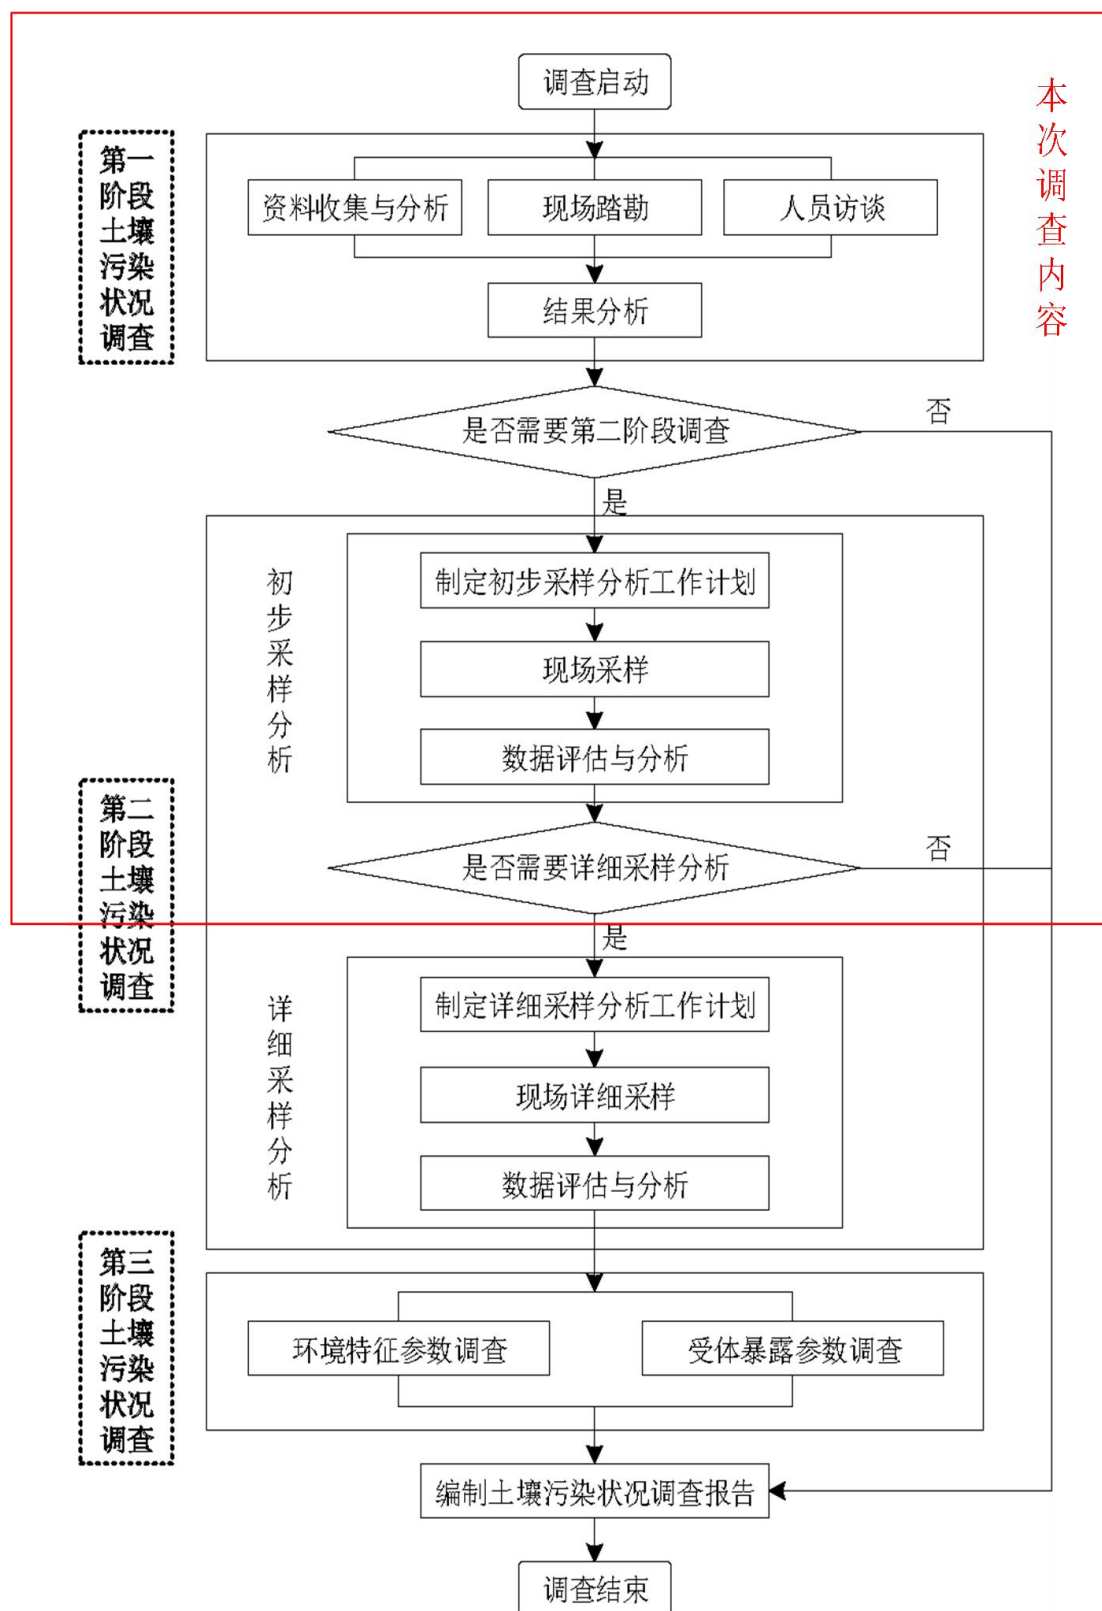 调查启动
本次调查内容
第一阶段土壤污染状况调查
资料收集与分析
现场踏勘
人员访谈
结果分析
是否需要第二阶段调查
否
是
初步采样分析
制定初步采样分析工作计划
现场采样
数据评估与分析
第二阶段土壤污染状况调查
是否需要详细采样分析
否
是
详细采样分析
制定详细采样分析工作计划
现场详细采样
数据评估与分析
第三阶段土壤污染状况调查
环境特征参数调查
受体暴露参数调查
编制土壤污染状况调查报告
调查结束